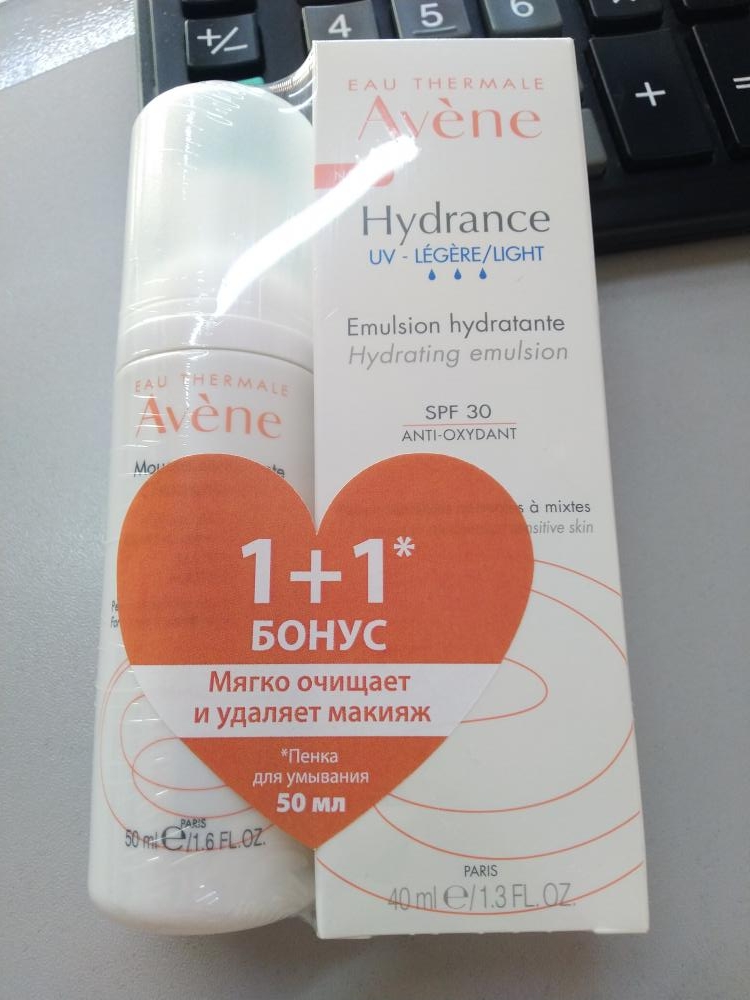 +/−
4
5
6
+
=
EAU THERMALE
Avène
Hydrance
UV - LÉGÈRE/LIGHT
Emulsion hydratante
Hydrating emulsion
SPF 30
ANTI-OXYDANT
à mixtes
skin
PARIS
40 ml e/1.3 FL. OZ.
EAU THERMALE
Avène
1+1*
БОНУС
Мягко очищает
и удаляет макияж
*Пенка
для умывания
50 мл
PARIS
50 ml e/1.6 FL.OZ.